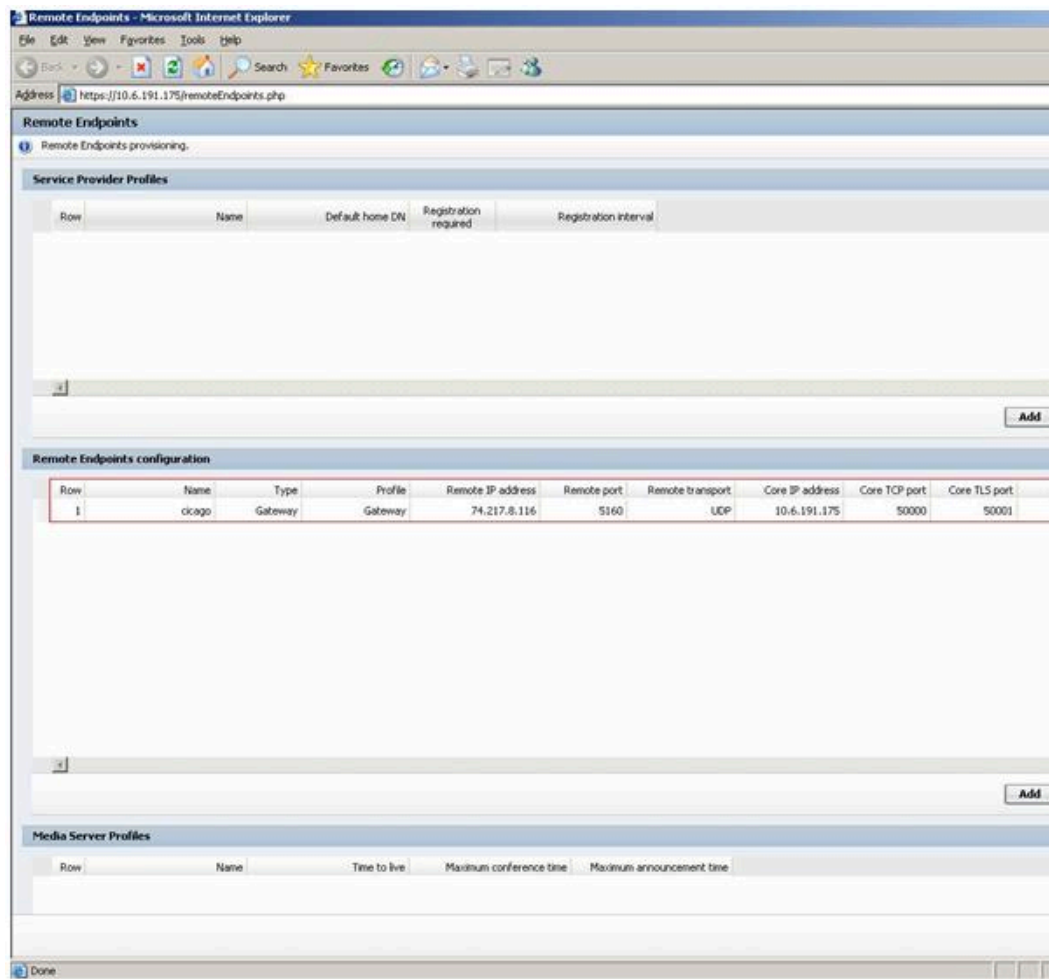 Remote Endpoints - Microsoft Internet Explorer
File Edit View Favorites Tools Help
Back Search Favorites
Address https://10.6.191.175/remoteEndpoints.php
Remote Endpoints
Remote Endpoints provisioning.
Service Provider Profiles
Row Name Default home DN Registration required Registration interval
Add
Remote Endpoints configuration
Row Name Type Profile Remote IP address Remote port Remote transport Core IP address Core TCP port Core TLS port
1 cicago Gateway Gateway 74.217.8.116 5160 UDP 10.6.191.175 50000 50001
Add
Media Server Profiles
Row Name Time to live Maximum conference time Maximum announcement time
Done